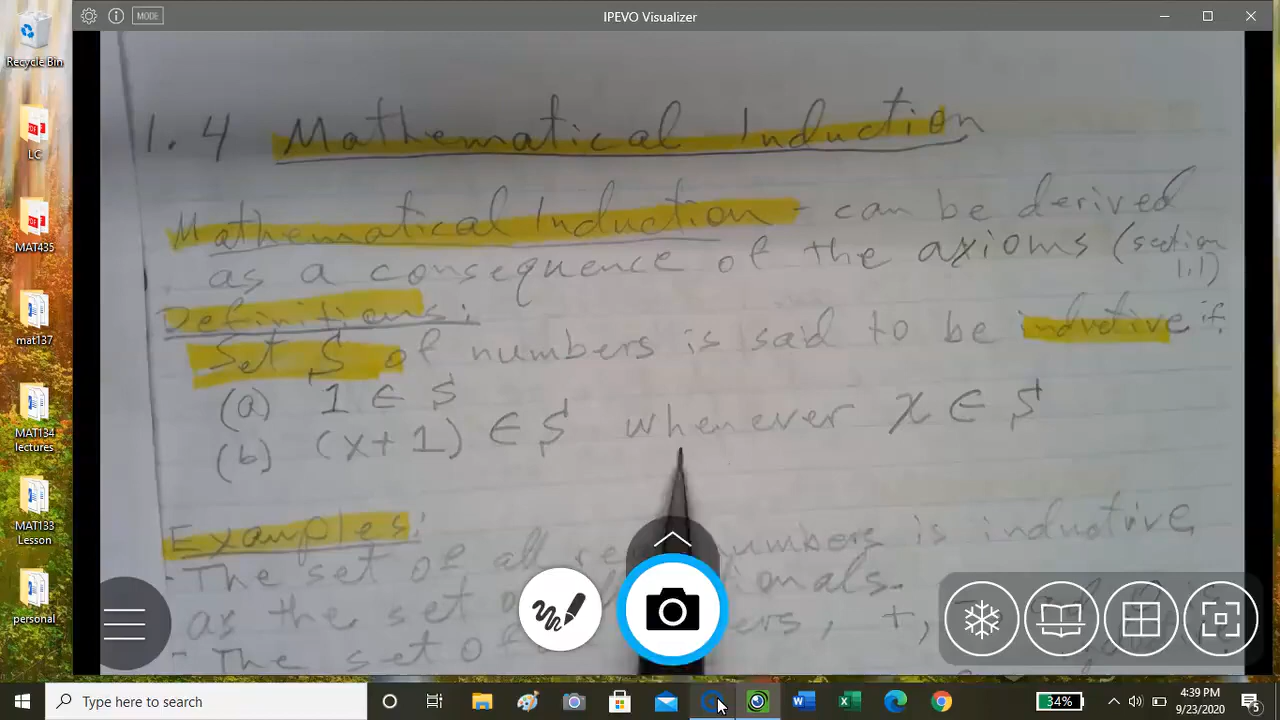 IPEVO Visualizer
MODE
Recycle Bin
LC
MAT435
mat137
MAT134
lectures
MAT133
Lesson
personal
1.4 Mathematical Induction
Mathematical Induction - can be derived
as a consequence of the axioms (section
1.1)
Definitions:
Set S of numbers is said to be inductive if
(a) 1 ∈ S
(b) (x+1) ∈ S whenever x ∈ S
Examples:
- The set of all numbers is inductive
as the set
- The set of
Type here to search
34%
4:39 PM
9/23/2020
5